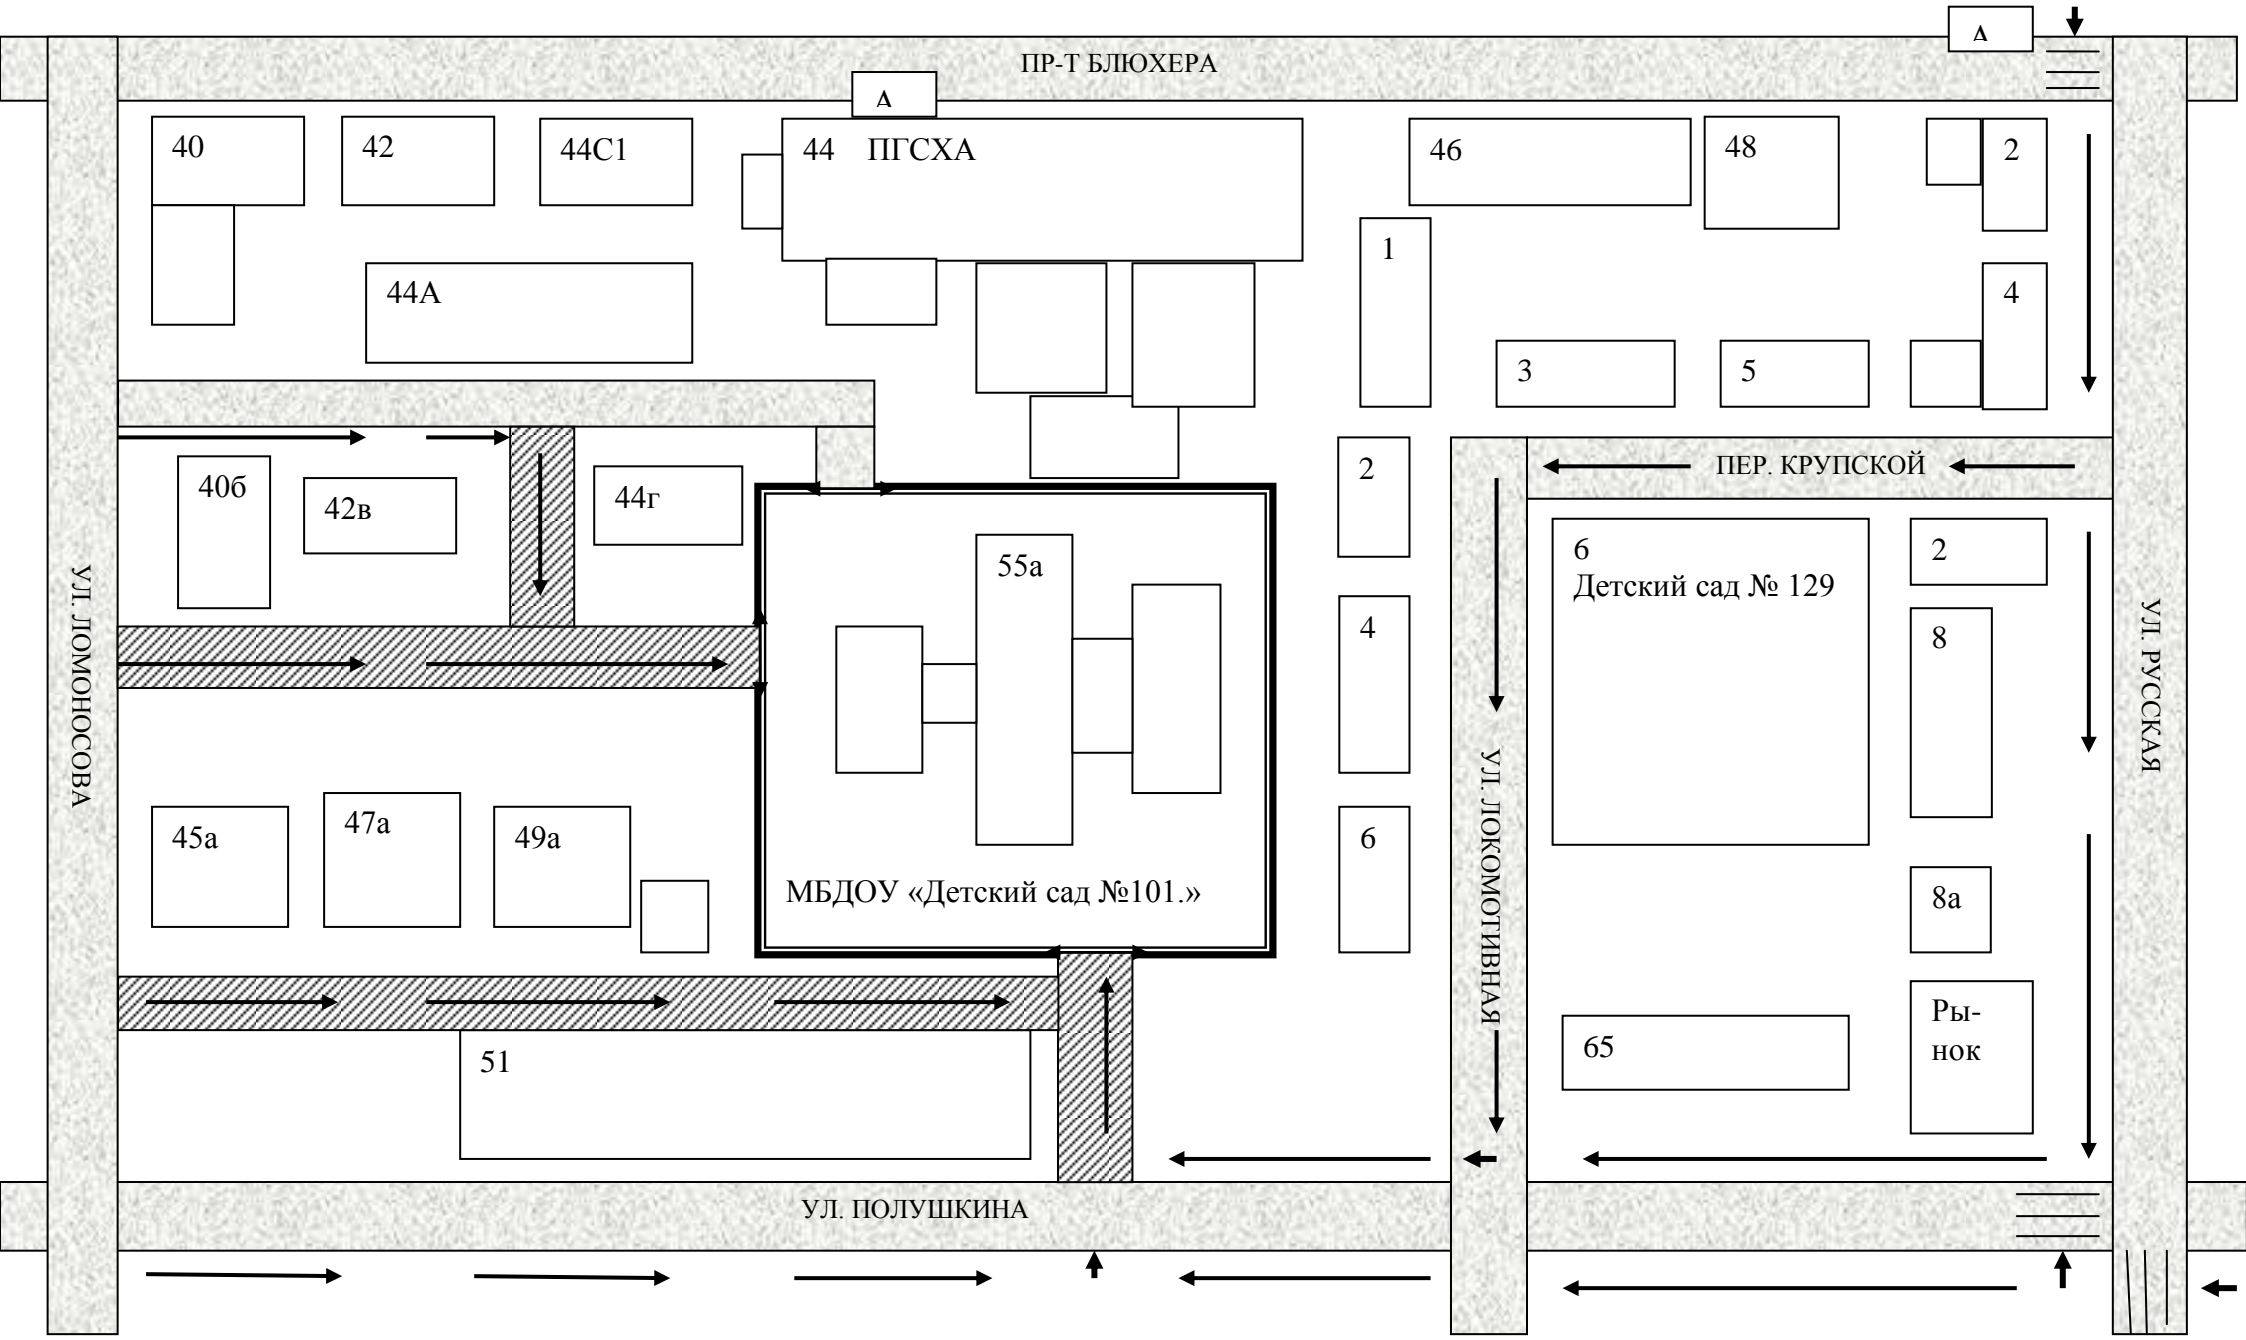 А
ПР-Т БЛЮХЕРА
А
40
42
44С1
44 ПГСХА
46
48
2
1
44А
4
3
5
2
ПЕР. КРУПСКОЙ
40б
42в
44г
55а
6
Детский сад № 129
2
УЛ. ЛОМОНОСОВА
4
8
УЛ. РУССКАЯ
УЛ. ЛОКОМОТИВНАЯ
45а
47а
49а
6
МБДОУ «Детский сад №101.»
8а
Ры-
нок
51
65
УЛ. ПОЛУШКИНА